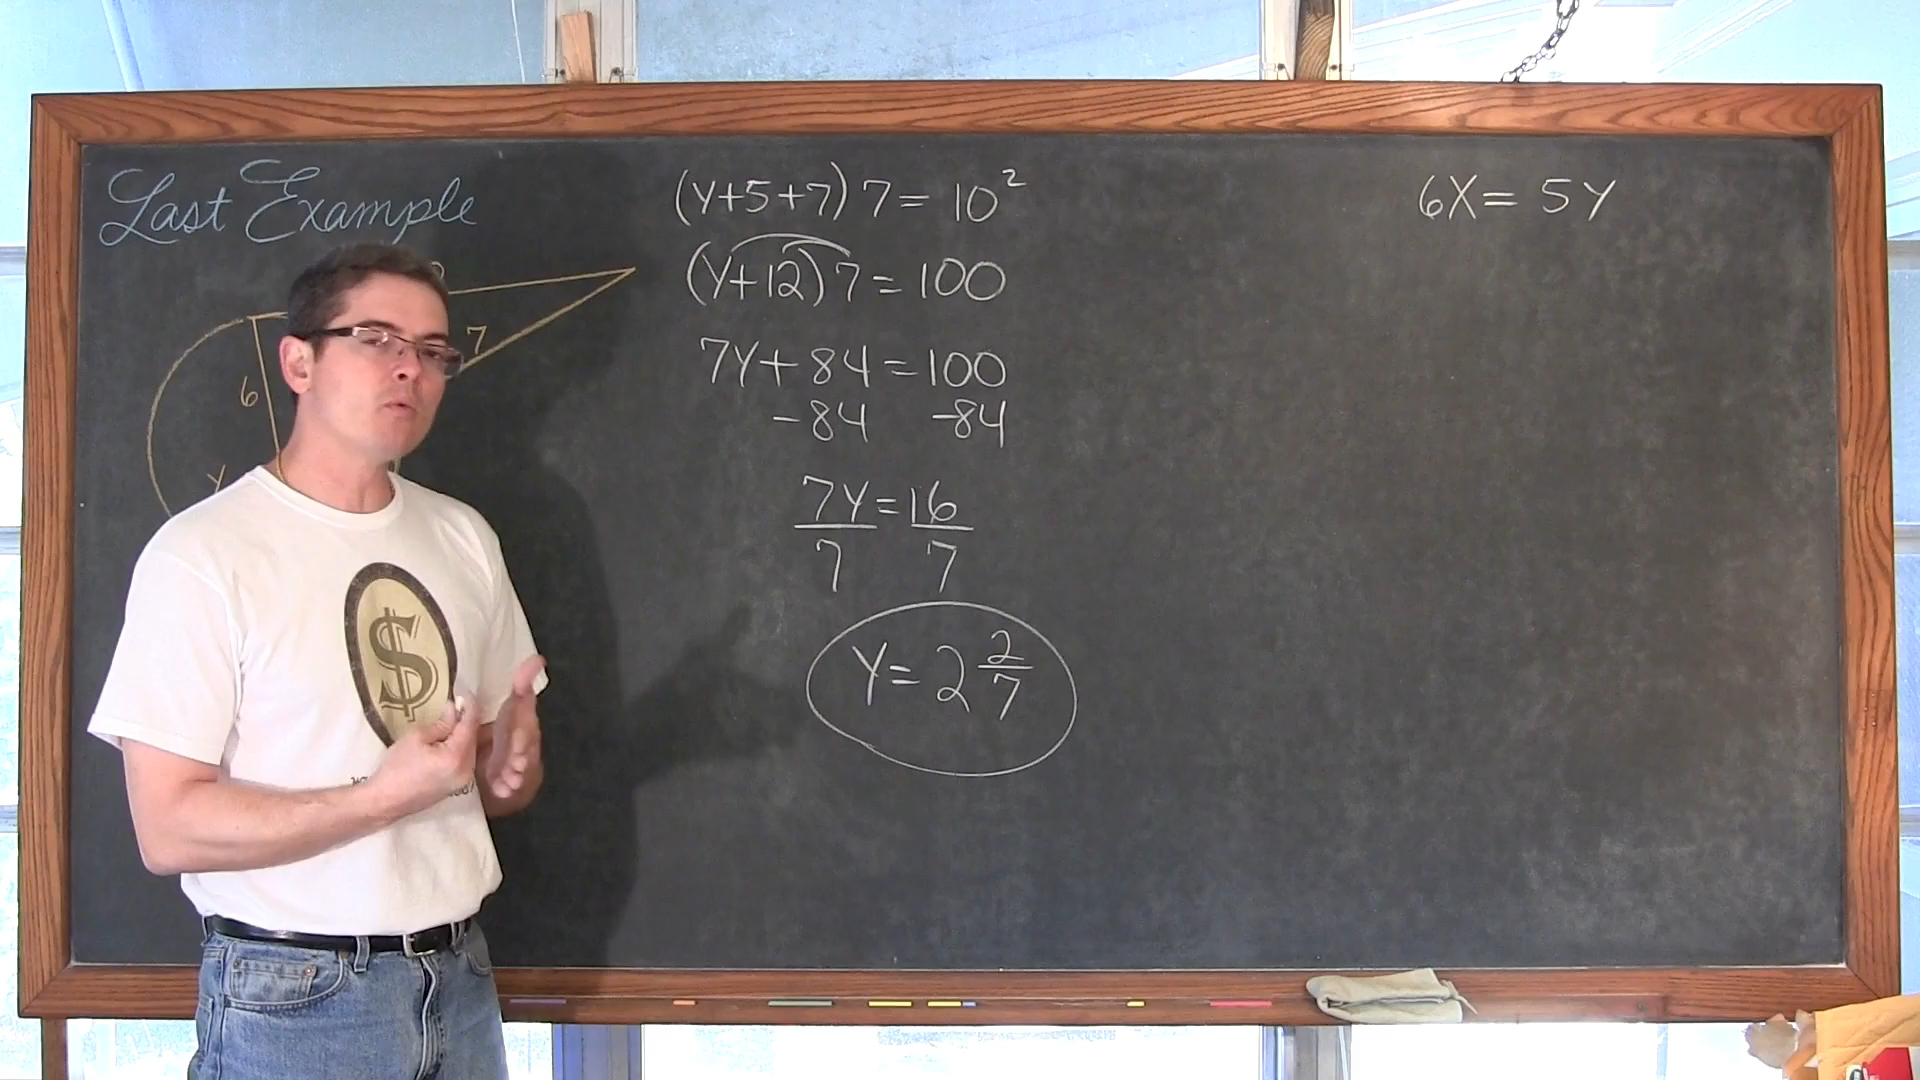 Last Example
7
6
Y
$
(Y+5+7)7=10²
(Y+12)7=100
7Y+84=100
-84 -84
7Y=16
7 7
Y=2 2/7
6X=5Y